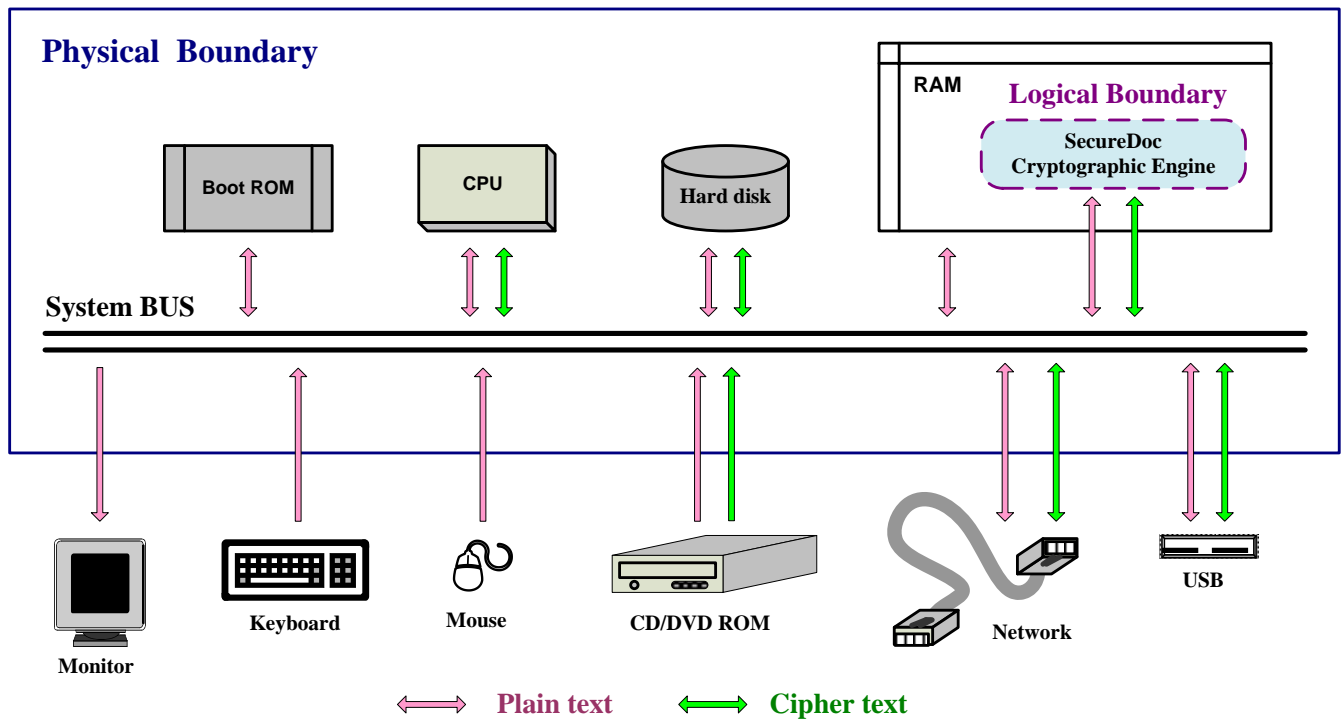 Physical Boundary
RAM
Logical Boundary
SecureDoc
Cryptographic Engine
Boot ROM
CPU
Hard disk
System BUS
Keyboard
Mouse
CD/DVD ROM
Network
USB
Monitor
Plain text
Cipher text